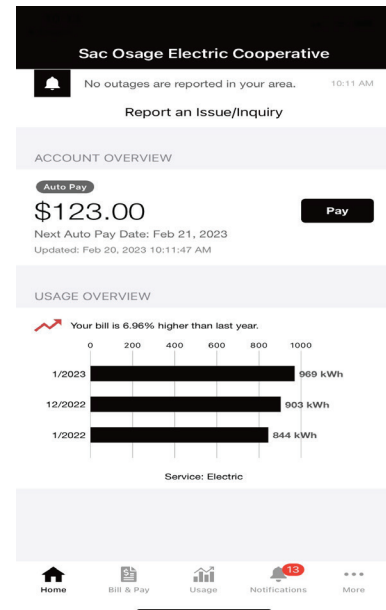 Sac Osage Electric Cooperative
No outages are reported in your area. 10:11 AM
Report an Issue/Inquiry
ACCOUNT OVERVIEW
Auto Pay
$123.00
Pay
Next Auto Pay Date: Feb 21, 2023
Updated: Feb 20, 2023 10:11:47 AM
USAGE OVERVIEW
Your bill is 6.96% higher than last year.
0 200 400 600 800 1000
1/2023 969 kWh
12/2022 903 kWh
1/2022 844 kWh
Service: Electric
13
Home Bill & Pay Usage Notifications More